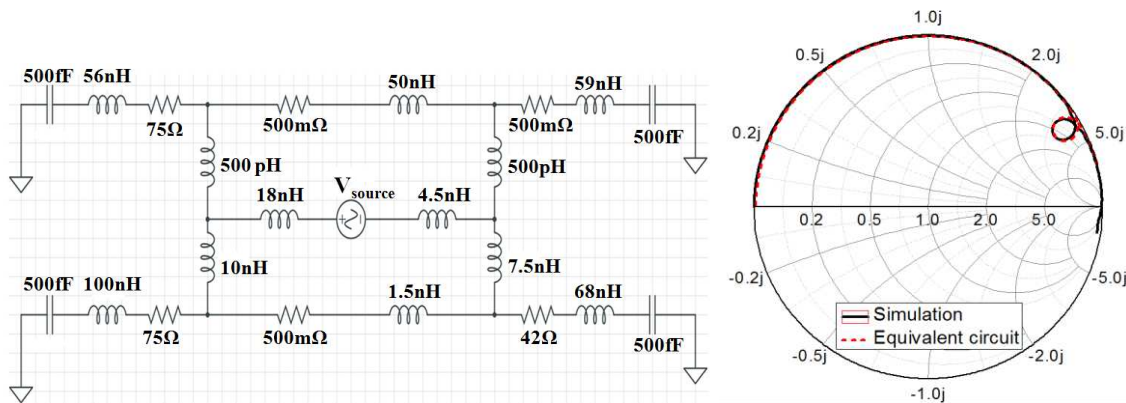 500fF 56nH 50nH 59nH
75Ω 500mΩ 500mΩ 500fF
500 pH 500pH
V source
18nH 4.5nH
10nH 7.5nH
500fF 100nH 1.5nH 68nH
75Ω 500mΩ 42Ω 500fF
1.0j
0.5j 2.0j
0.2j 5.0j
0.2 0.5 1.0 2.0 5.0
-0.2j -5.0j
Simulation
Equivalent circuit
-0.5j -2.0j
-1.0j